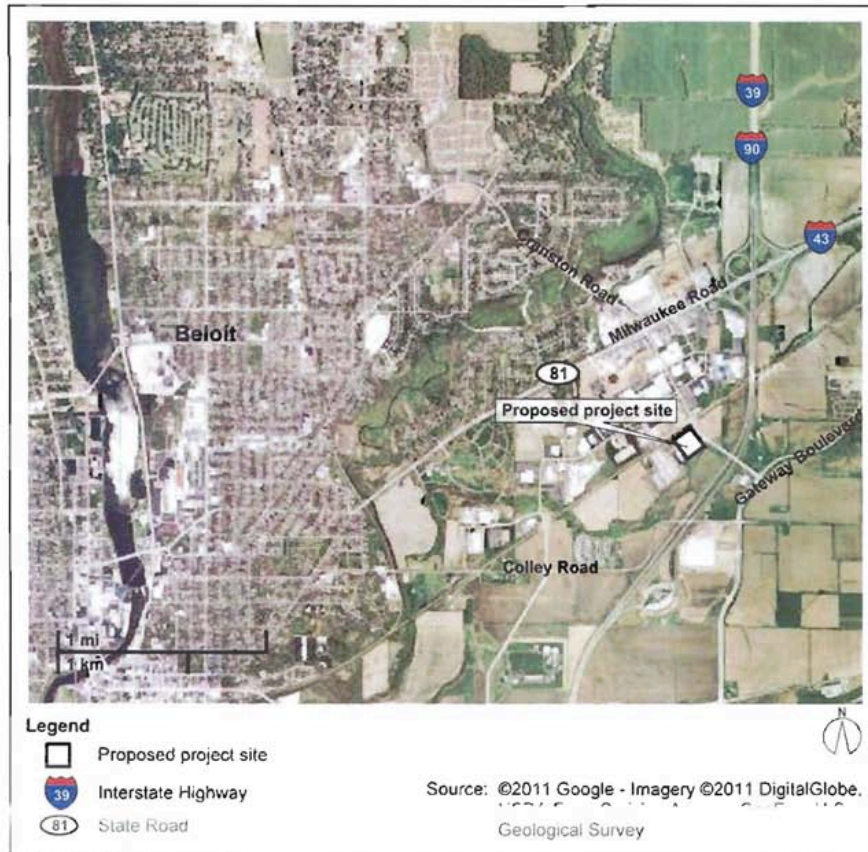 39
90
43
Cranston Road
Milwaukee Road
Beloit
81
Proposed project site
Gateway Boulevard
Colley Road
1 mi
1 km
Legend
N
Proposed project site
39 Interstate Highway
Source: ©2011 Google - Imagery ©2011 DigitalGlobe,
81 State Road
Geological Survey